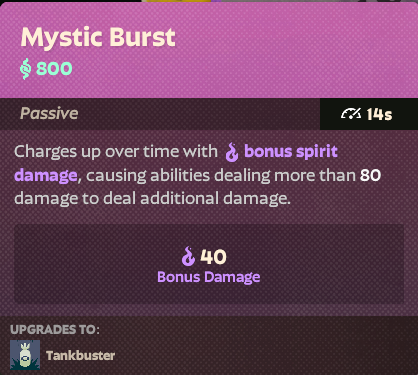 Mystic Burst
800
Passive
14s
Charges up over time with bonus spirit
damage, causing abilities dealing more than 80
damage to deal additional damage.
40
Bonus Damage
UPGRADES TO:
Tankbuster